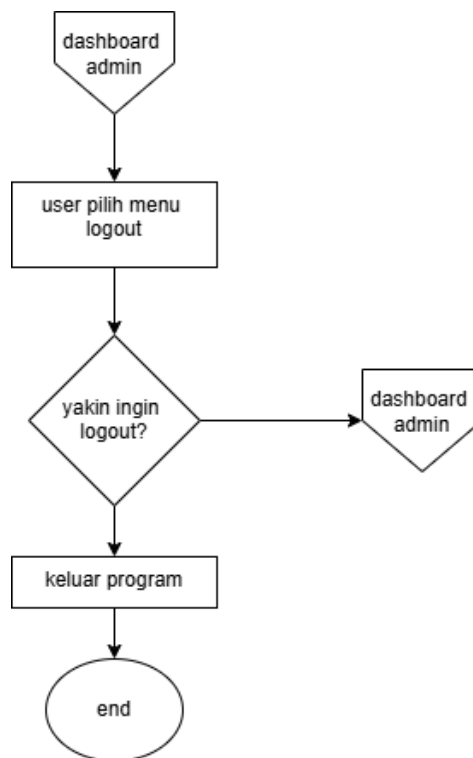 dashboard
admin
user pilih menu
logout
yakin ingin
logout?
dashboard
admin
keluar program
end